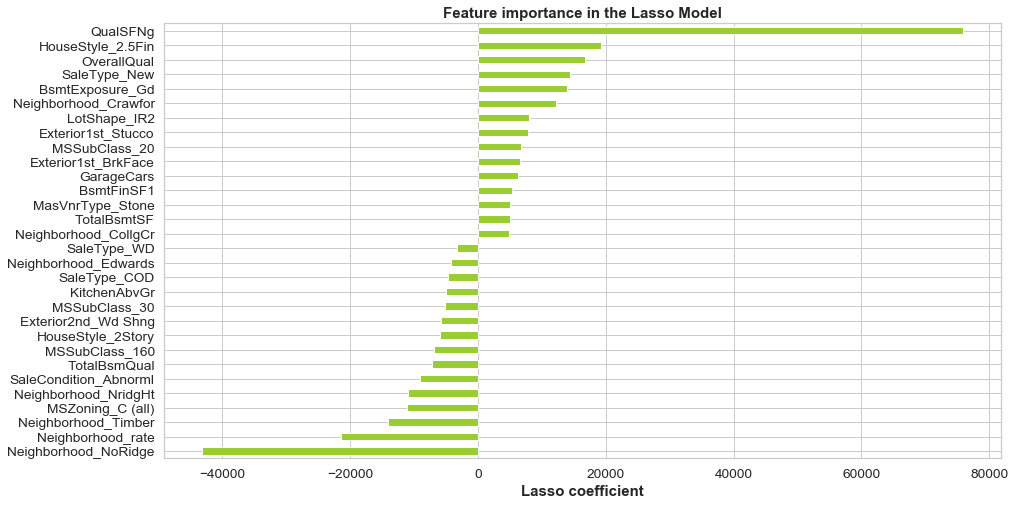 Feature importance in the Lasso Model
QualSFNg
HouseStyle_2.5Fin
OverallQual
SaleType_New
BsmtExposure_Gd
Neighborhood_Crawfor
LotShape_IR2
Exterior1st_Stucco
MSSubClass_20
Exterior1st_BrkFace
GarageCars
BsmtFinSF1
MasVnrType_Stone
TotalBsmtSF
Neighborhood_CollgCr
SaleType_WD
Neighborhood_Edwards
SaleType_COD
KitchenAbvGr
MSSubClass_30
Exterior2nd_Wd Shng
HouseStyle_2Story
MSSubClass_160
TotalBsmQual
SaleCondition_Abnorml
Neighborhood_NridgHt
MSZoning_C (all)
Neighborhood_Timber
Neighborhood_rate
Neighborhood_NoRidge
−40000 −20000 0 20000 40000 60000 80000
Lasso coefficient